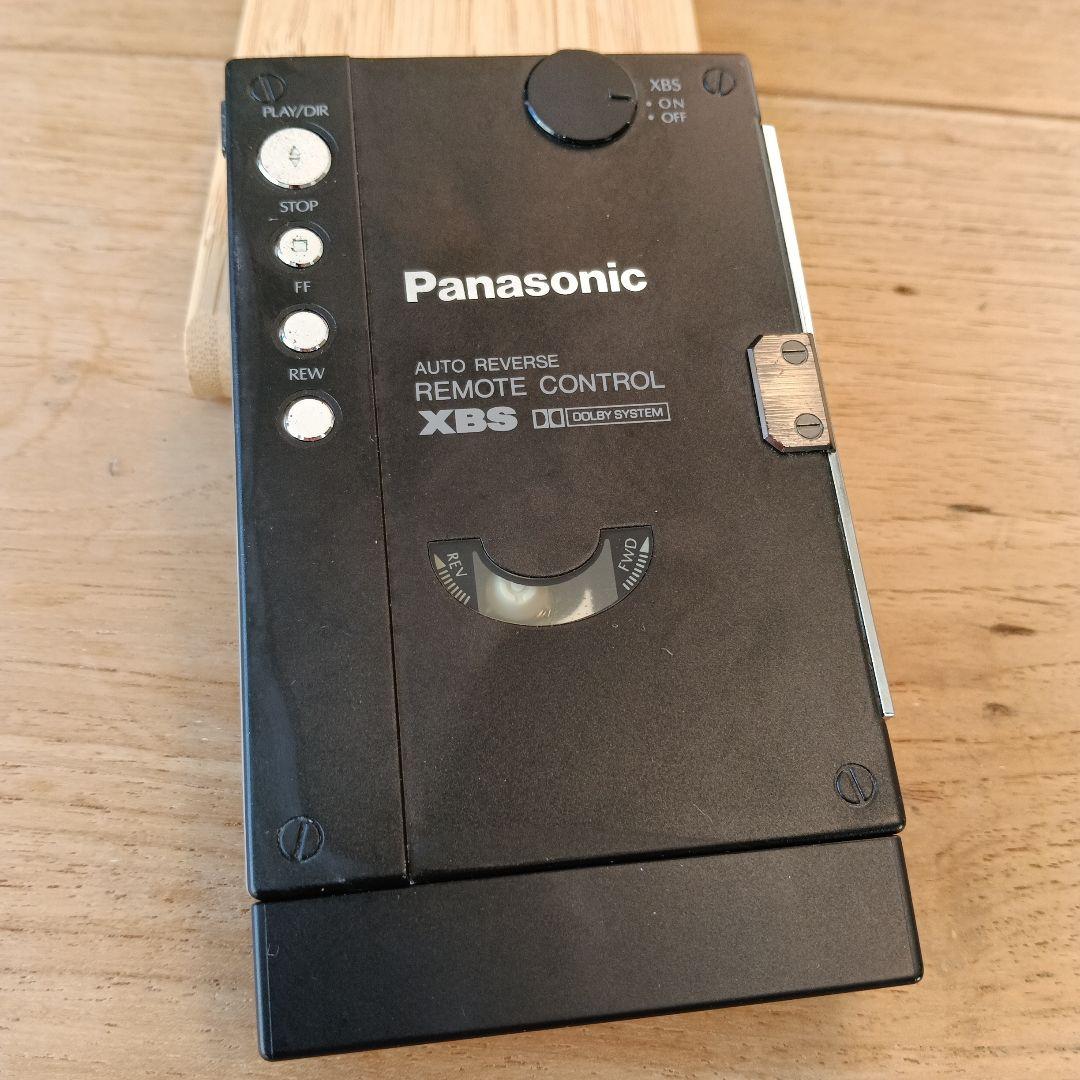 PLAY/DIR
STOP
FF
REW
XBS
• ON
• OFF
Panasonic
AUTO REVERSE
REMOTE CONTROL
XBS DOLBY SYSTEM
REV
FWD